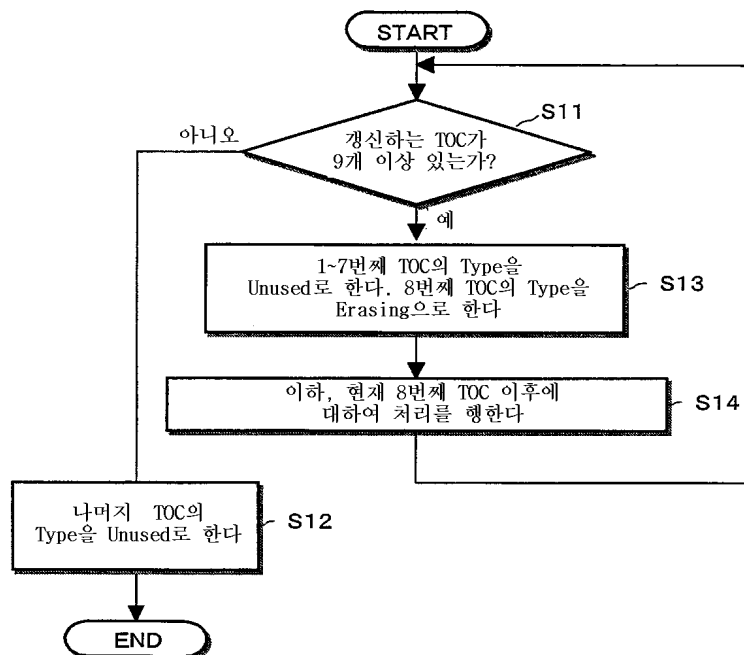 START
S11
아니오
갱신하는 TOC가
9개 이상 있는가?
예
1~7번째 TOC의 Type을
Unused로 한다. 8번째 TOC의 Type을
Erasing으로 한다
S13
이하, 현재 8번째 TOC 이후에
대하여 처리를 행한다
S14
나머지 TOC의
Type을 Unused로 한다
S12
END